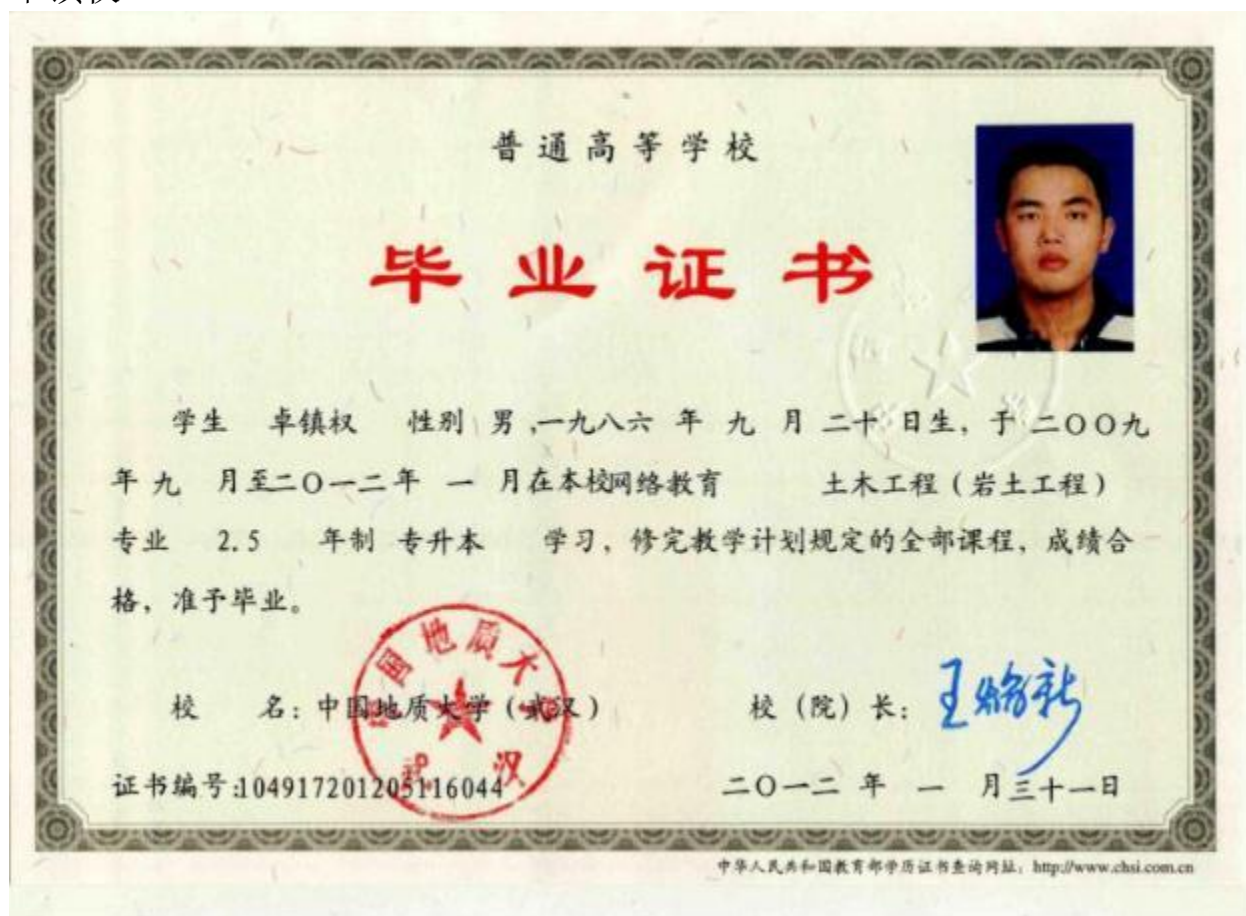 普通高等学校
毕业证书
学生 卓镇权 性别 男,一九八六 年 九 月 二十 日生,于 二〇〇九
年 九 月至二〇一二年 一 月在本校网络教育 土木工程(岩土工程)
专业 2.5 年制 专升本 学习,修完教学计划规定的全部课程,成绩合
格,准予毕业。
校 名:中国地质大学(武汉) 校(院)长:
证书编号:104917201205116044 二〇一二 年 一 月三十一日
中华人民共和国教育部学历证书查询网址:http://www.chsi.com.cn